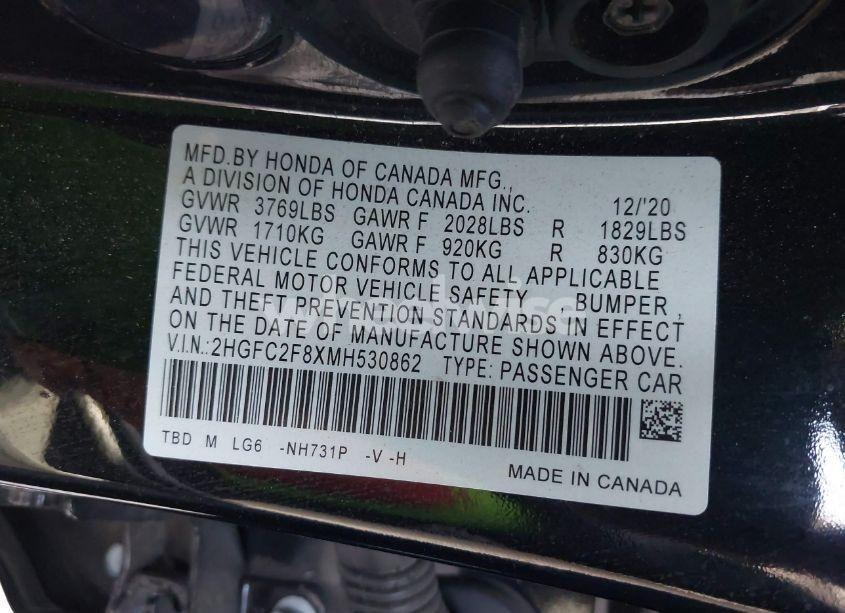 MFD.BY HONDA OF CANADA MFG.,
A DIVISION OF HONDA CANADA INC. 12/'20
GVWR 3769LBS GAWR F 2028LBS R 1829LBS
GVWR 1710KG GAWR F 920KG R 830KG
THIS VEHICLE CONFORMS TO ALL APPLICABLE
FEDERAL MOTOR VEHICLE SAFETY BUMPER ,
AND THEFT PREVENTION STANDARDS IN EFFECT
ON THE DATE OF MANUFACTURE SHOWN ABOVE.
V.I.N.:2HGFC2F8XMH530862 TYPE: PASSENGER CAR
TBD M LG6 -NH731P -V -H
MADE IN CANADA